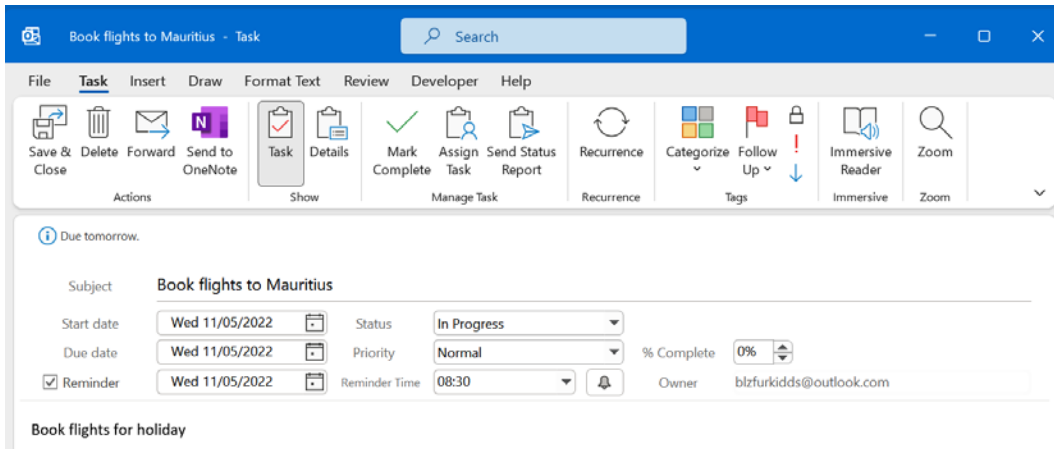 Book flights to Mauritius - Task
Search
File Task Insert Draw Format Text Review Developer Help
N
Save & Delete Forward Send to Task Details Mark Assign Send Status Recurrence Categorize Follow Immersive Zoom
Close OneNote Complete Task Report Up Reader
Actions Show Manage Task Recurrence Tags Immersive Zoom
Due tomorrow.
Subject Book flights to Mauritius
Start date Wed 11/05/2022 Status In Progress
Due date Wed 11/05/2022 Priority Normal % Complete 0%
Reminder Wed 11/05/2022 Reminder Time 08:30 Owner blzfurkidds@outlook.com
Book flights for holiday